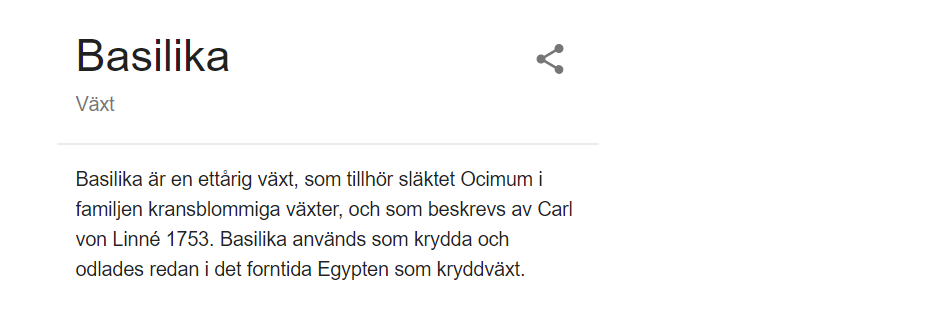 Basilika
Växt
Basilika är en ettårig växt, som tillhör släktet Ocimum i
familjen kransblommiga växter, och som beskrevs av Carl
von Linné 1753. Basilika används som krydda och
odlades redan i det forntida Egypten som kryddväxt.